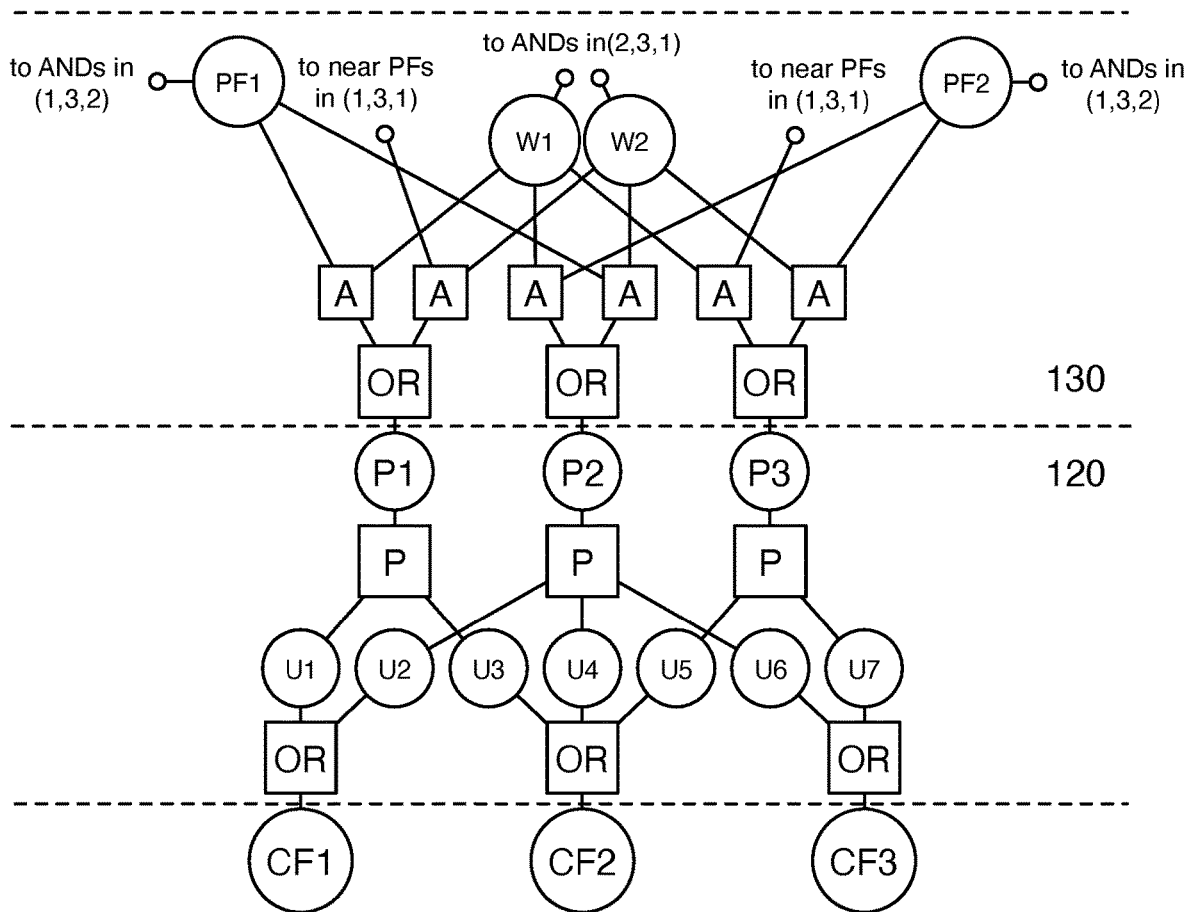 to ANDs in
(1,3,2)
PF1
to near PFs
in (1,3,1)
to ANDs in(2,3,1)
W1
W2
to near PFs
in (1,3,1)
PF2
to ANDs in
(1,3,2)
A
A
A
A
A
A
OR
OR
OR
130
P1
P2
P3
120
P
P
P
U1
U2
U3
U4
U5
U6
U7
OR
OR
OR
CF1
CF2
CF3